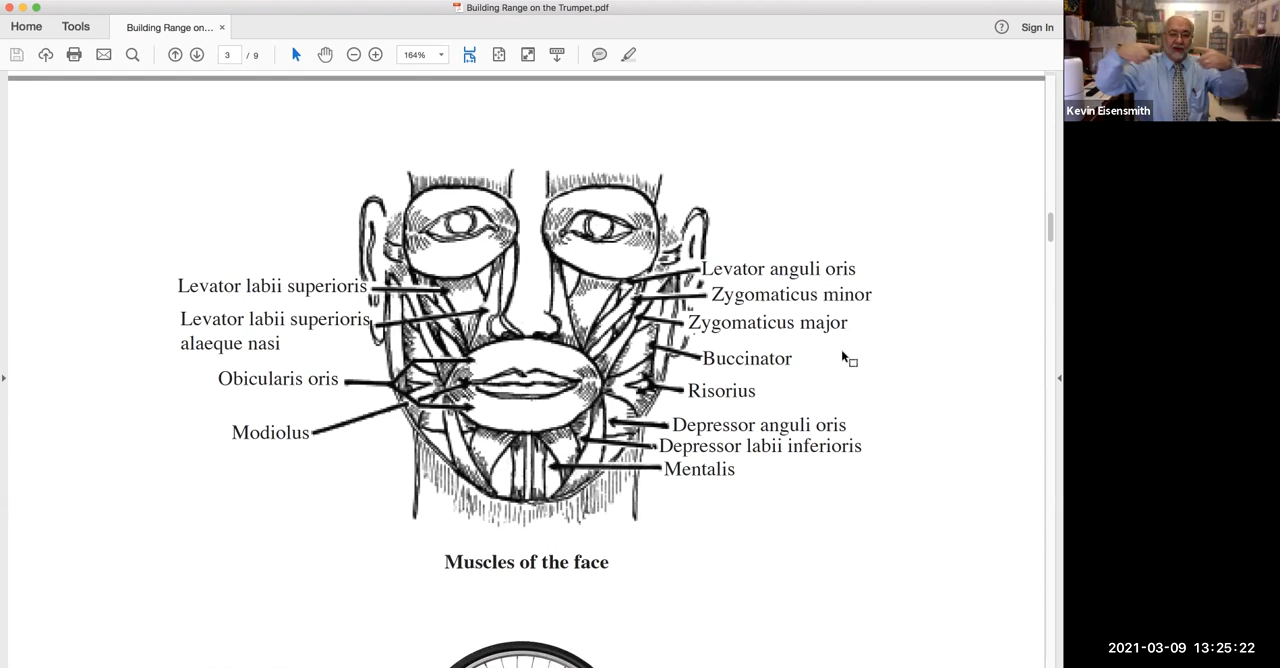 Building Range on the Trumpet.pdf
Home
Tools
Building Range on...
×
Sign In
3 / 9
164%
Kevin Eisensmith
Levator labii superioris
Levator labii superioris
alaeque nasi
Obicularis oris
Modiolus
Levator anguli oris
Zygomaticus minor
Zygomaticus major
Buccinator
Risorius
Depressor anguli oris
Depressor labii inferioris
Mentalis
Muscles of the face
2021-03-09 13:25:22